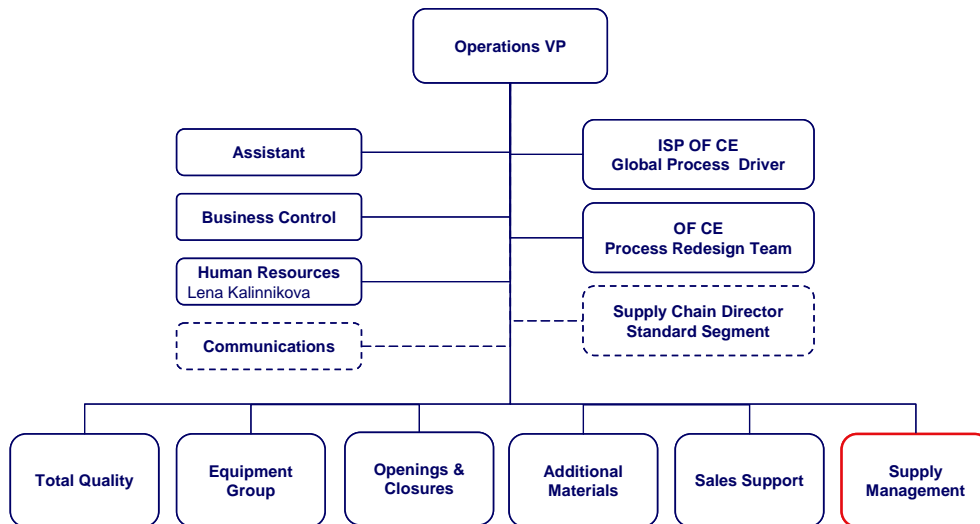 Operations VP
Assistant
ISP OF CE
Global Process Driver
Business Control
OF CE
Process Redesign Team
Human Resources
Lena Kalinnikova
Supply Chain Director
Standard Segment
Communications
Total Quality
Equipment
Group
Openings &
Closures
Additional
Materials
Sales Support
Supply
Management